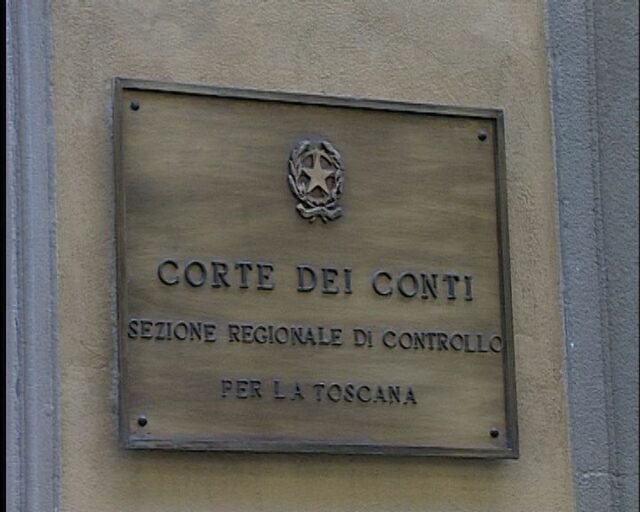 CORTE DEI CONTI
SEZIONE REGIONALE DI CONTROLLO
PER LA TOSCANA